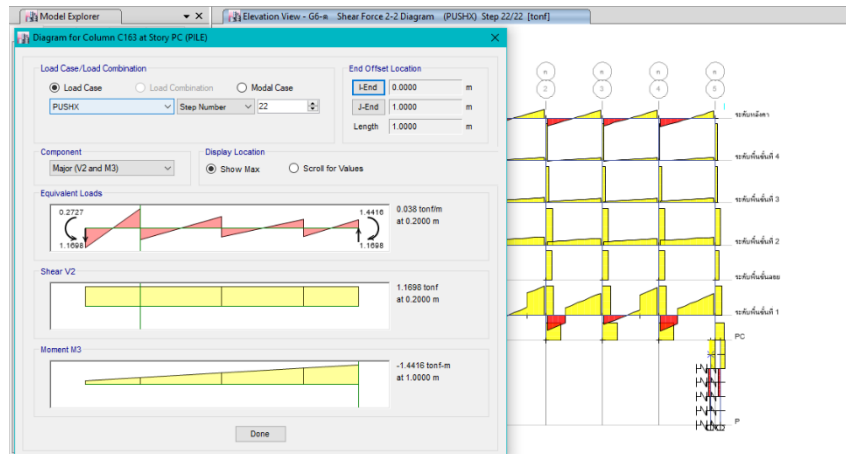 Model Explorer
Elevation View - G6-ค Shear Force 2-2 Diagram (PUSHX) Step 22/22 [tonf]
Diagram for Column C163 at Story PC (PILE)
Load Case/Load Combination
Load Case
Load Combination
Modal Case
PUSHX
Step Number
22
End Offset Location
I-End 0.0000 m
J-End 1.0000 m
Length 1.0000 m
Component
Major (V2 and M3)
Display Location
Show Max
Scroll for Values
Equivalent Loads
0.2727
1.1698
1.4416
1.1698
0.038 tonf/m
at 0.2000 m
Shear V2
1.1698 tonf
at 0.2000 m
Moment M3
-1.4416 tonf-m
at 1.0000 m
Done
2
3
4
5
ระดับหลังคา
ระดับพื้นชั้นที่ 4
ระดับพื้นชั้นที่ 3
ระดับพื้นชั้นที่ 2
ระดับพื้นชั้นลอย
ระดับพื้นชั้นที่ 1
PC
P